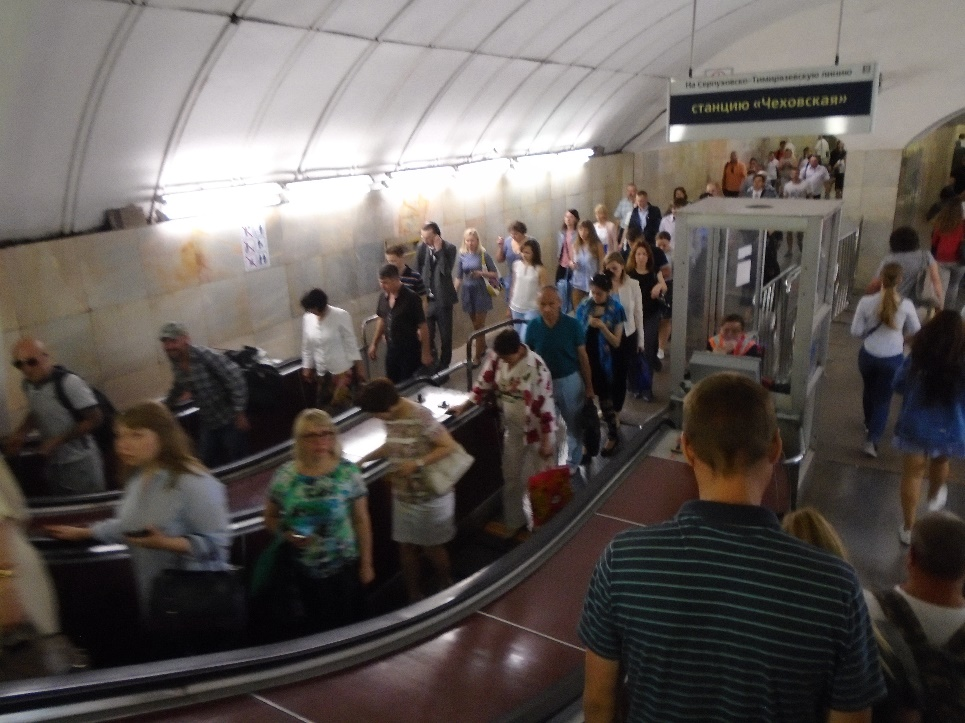 На Серпуховско-Тимирязевскую линию
станцию «Чеховская»